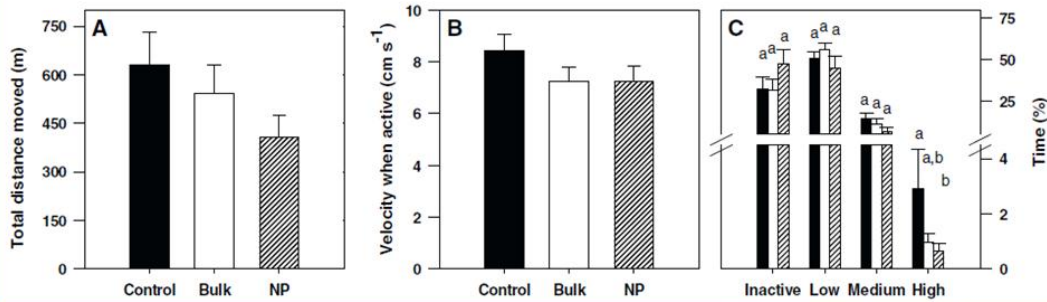 A
Total distance moved (m)
750
600
450
300
150
0
Control Bulk NP
B
Velocity when active (cm s⁻¹)
10
8
6
4
2
0
Control Bulk NP
C
a a a
a a a
a a a
a
a,b
b
75
50
25
4
2
0
Time (%)
Inactive Low Medium High